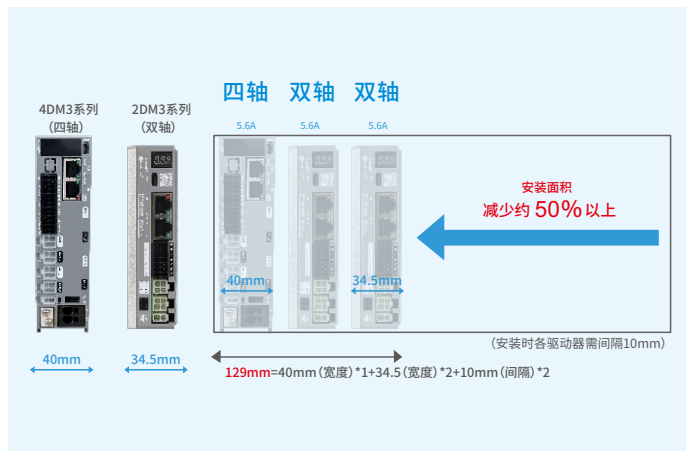 四轴 双轴 双轴
4DM3系列
（四轴）
2DM3系列
（双轴）
5.6A 5.6A 5.6A
安装面积
减少约 50%以上
40mm 34.5mm
（安装时各驱动器需间隔10mm）
40mm 34.5mm
129mm=40mm（宽度）*1+34.5（宽度）*2+10mm（间隔）*2